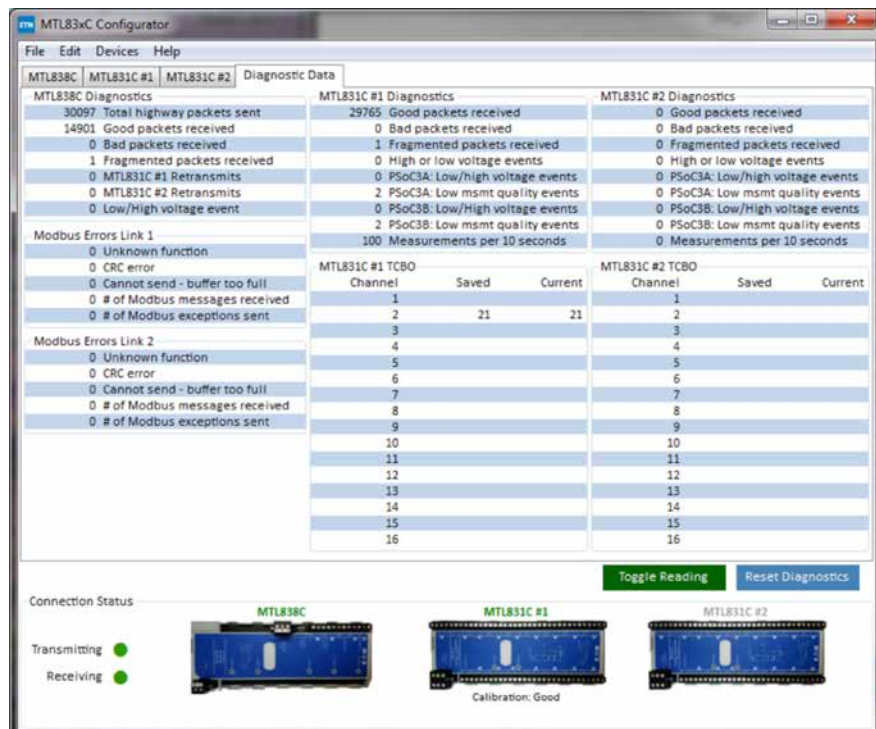 ETN MTL83xC Configurator
File Edit Devices Help
MTL838C MTL831C #1 MTL831C #2 Diagnostic Data
MTL838C Diagnostics
30097 Total highway packets sent
14901 Good packets received
0 Bad packets received
1 Fragmented packets received
0 MTL831C #1 Retransmits
0 MTL831C #2 Retransmits
0 Low/High voltage event
Modbus Errors Link 1
0 Unknown function
0 CRC error
0 Cannot send - buffer too full
0 # of Modbus messages received
0 # of Modbus exceptions sent
Modbus Errors Link 2
0 Unknown function
0 CRC error
0 Cannot send - buffer too full
0 # of Modbus messages received
0 # of Modbus exceptions sent
MTL831C #1 Diagnostics
29765 Good packets received
0 Bad packets received
1 Fragmented packets received
0 High or low voltage events
0 PSoC3A: Low/high voltage events
2 PSoC3A: Low msmt quality events
0 PSoC3B: Low/High voltage events
2 PSoC3B: Low msmt quality events
100 Measurements per 10 seconds
MTL831C #1 TCBO
Channel Saved Current
1
2 21 21
3
4
5
6
7
8
9
10
11
12
13
14
15
16
MTL831C #2 Diagnostics
0 Good packets received
0 Bad packets received
0 Fragmented packets received
0 High or low voltage events
0 PSoC3A: Low/high voltage events
0 PSoC3A: Low msmt quality events
0 PSoC3B: Low/High voltage events
0 PSoC3B: Low msmt quality events
0 Measurements per 10 seconds
MTL831C #2 TCBO
Channel Saved Current
1
2
3
4
5
6
7
8
9
10
11
12
13
14
15
16
Toggle Reading Reset Diagnostics
Connection Status
MTL838C MTL831C #1 MTL831C #2
Transmitting
Receiving
Calibration: Good